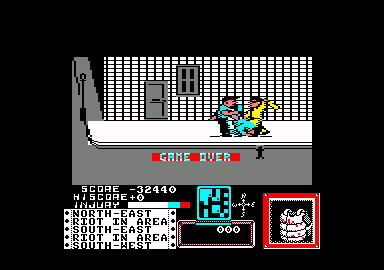 GAME OVER
SCORE -32440
HISCORE+0
INJURY
N
W E
S
000
NORTH-EAST
RIOT IN AREA
SOUTH-EAST
RIOT IN AREA
SOUTH-WEST